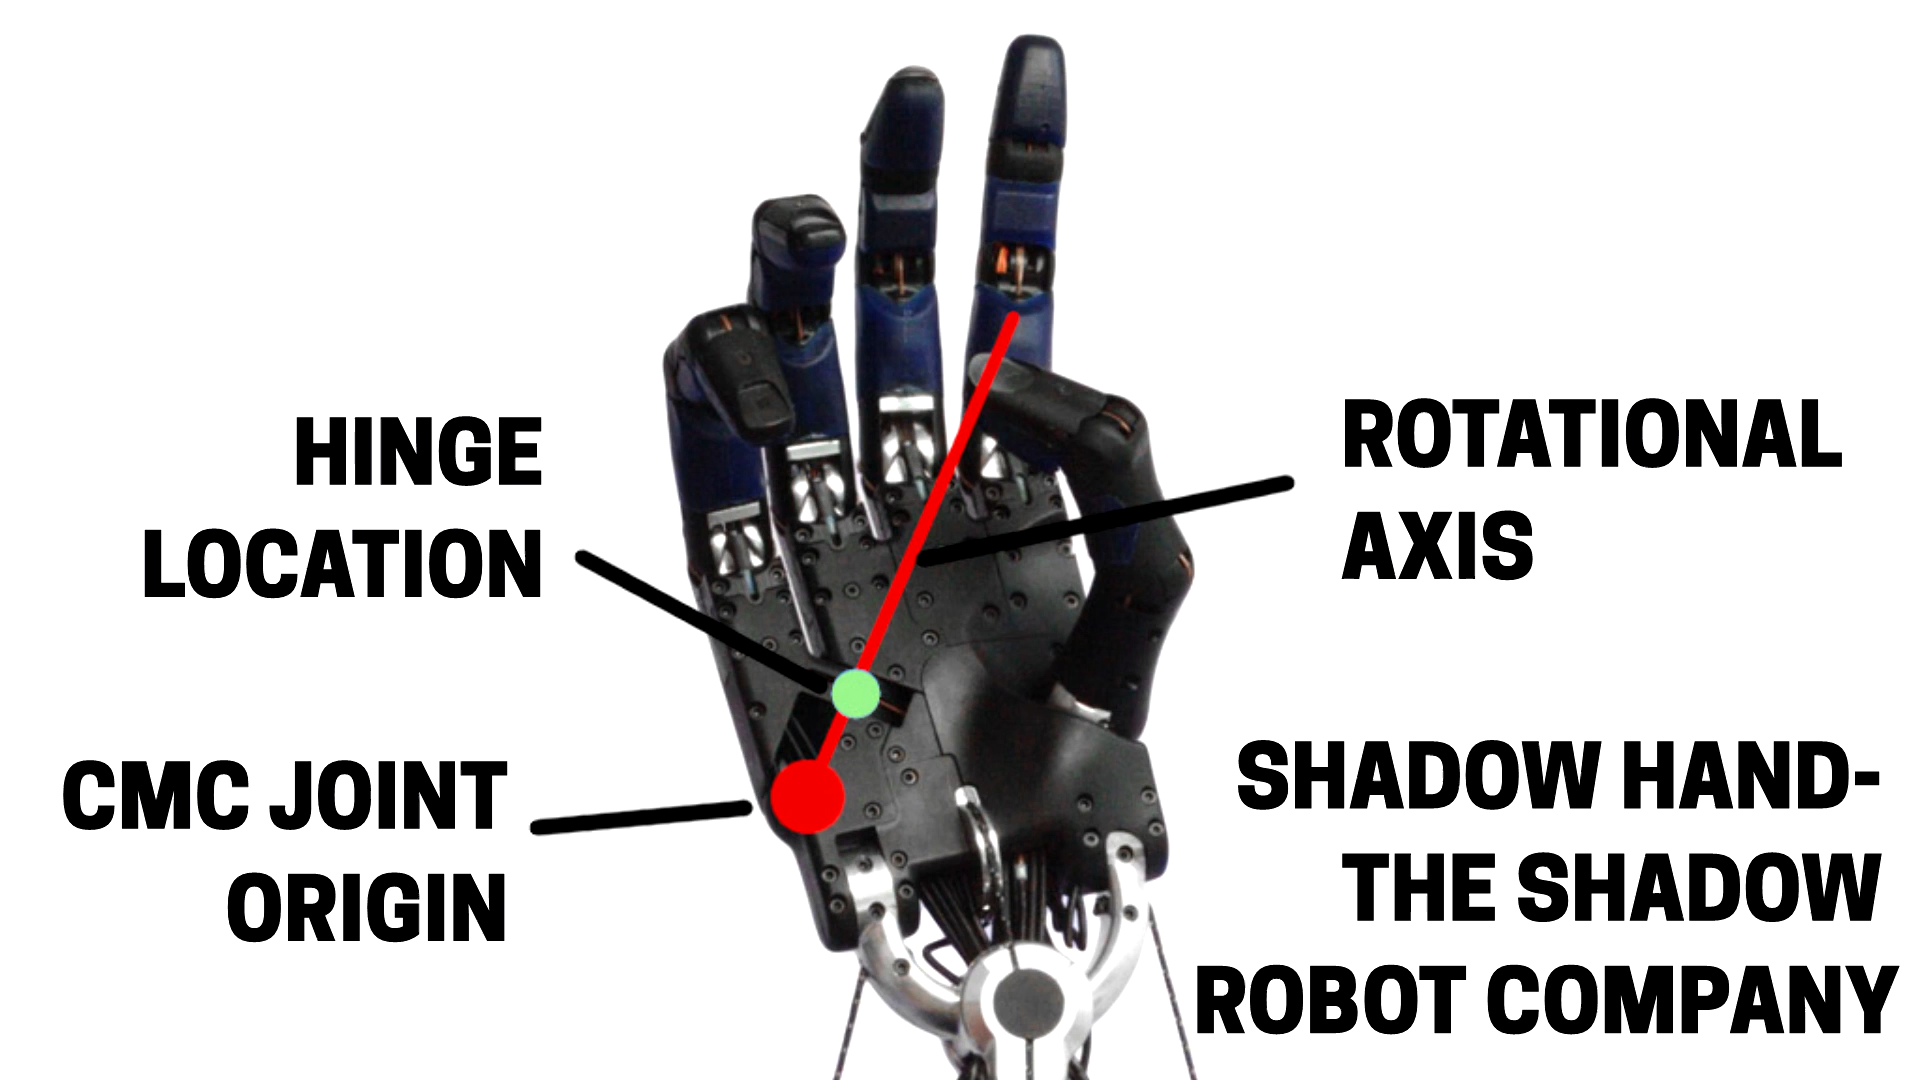 HINGE
LOCATION
ROTATIONAL
AXIS
CMC JOINT
ORIGIN
SHADOW HAND-
THE SHADOW
ROBOT COMPANY